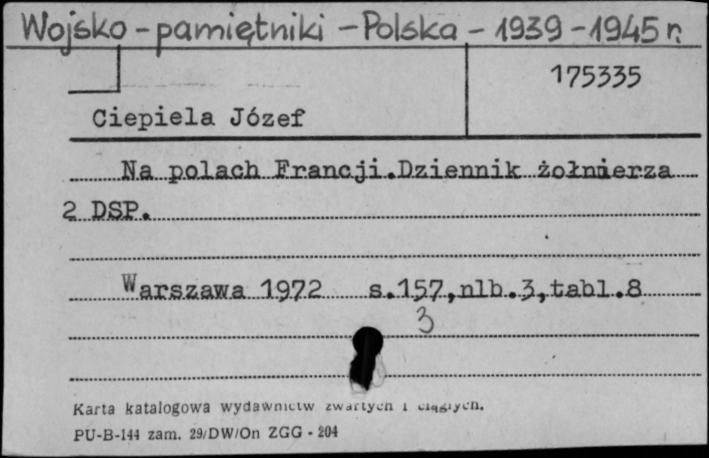 Wojsko - pamiętniki - Polska - 1939 - 1945 r.
175335
Ciepiela Józef
Na polach Francji.Dziennik żołnierza
2 DSP.
Warszawa 1972 s.157,nlb.3,tabl.8
3
Karta katalogowa wydawnictw zwartych i ciągłych.
PU-B-144 zam. 29/DW/On ZGG - 204